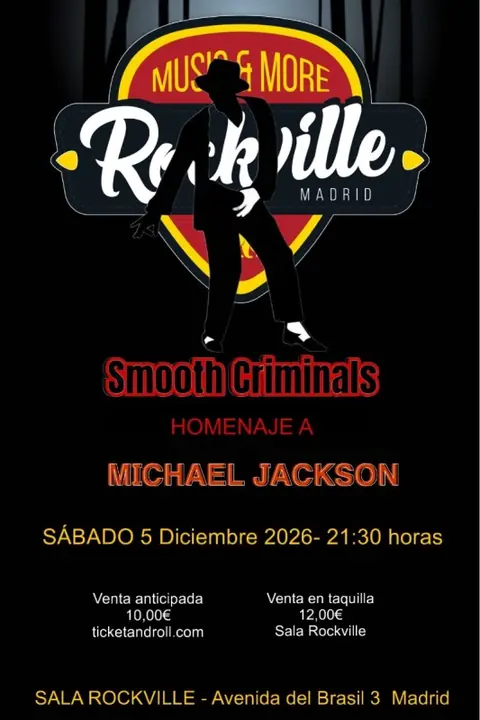 MUSIC & MORE
Rockville
MADRID
Smooth Criminals
HOMENAJE A
MICHAEL JACKSON
SÁBADO 5 Diciembre 2026- 21:30 horas
Venta anticipada
10,00€
ticketandroll.com
Venta en taquilla
12,00€
Sala Rockville
SALA ROCKVILLE - Avenida del Brasil 3 Madrid